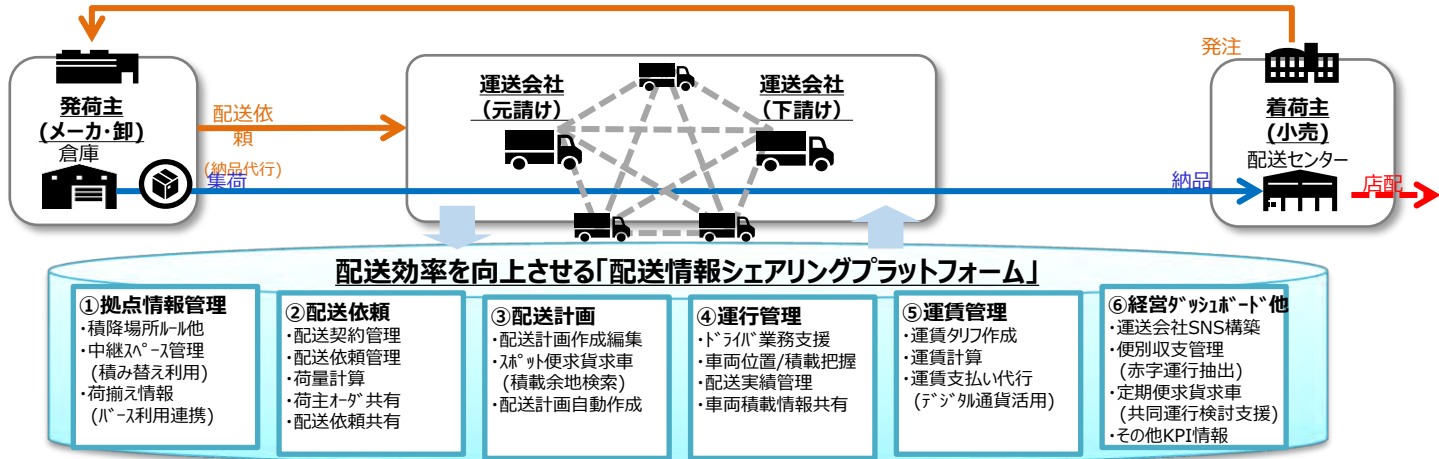 発注
発荷主
(メーカ・卸)
倉庫
配送依
頼
(納品代行)
集荷
運送会社
（元請け）
運送会社
（下請け）
納品
着荷主
(小売)
配送センター
店配
配送効率を向上させる「配送情報シェアリングプラットフォーム」
①拠点情報管理
・積降場所ﾙｰﾙ他
・中継ｽﾍﾟｰｽ管理
(積み替え利用)
・荷揃え情報
(ﾊﾞｰｽ利用連携)
②配送依頼
・配送契約管理
・配送依頼管理
・荷量計算
・荷主ｵｰﾀﾞ共有
・配送依頼共有
③配送計画
・配送計画作成編集
・ｽﾎﾟｯﾄ便求貨求車
(積載余地検索)
・配送計画自動作成
④運行管理
・ﾄﾞﾗｲﾊﾞ業務支援
・車両位置/積載把握
・配送実績管理
・車両積載情報共有
⑤運賃管理
・運賃タリフ作成
・運賃計算
・運賃支払い代行
(ﾃﾞｼﾞﾀﾙ通貨活用)
⑥経営ﾀﾞｯｼｭﾎﾞｰﾄﾞ他
・運送会社SNS構築
・便別収支管理
(赤字運行抽出)
・定期便求貨求車
(共同運行検討支援)
・その他KPI情報